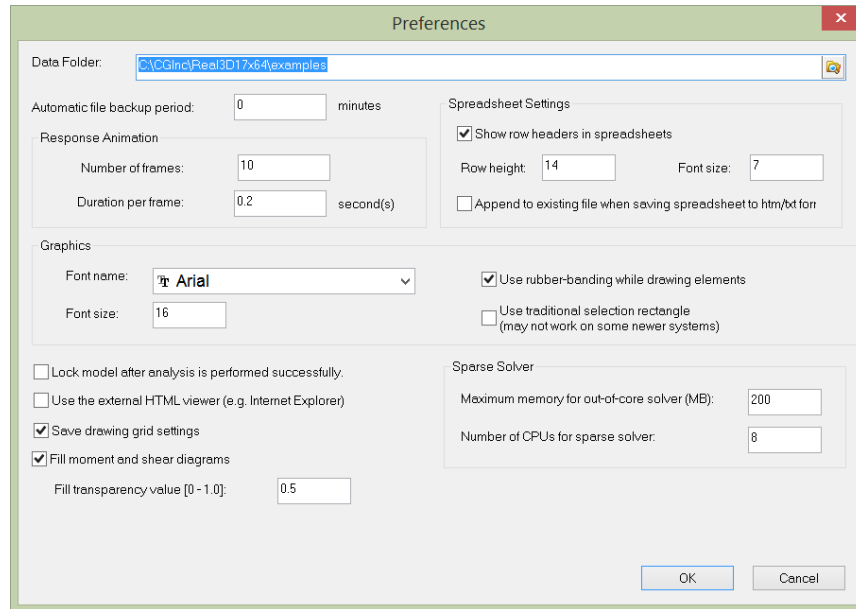 Preferences
Data Folder: C:\CGInc\Real3D17x64\examples
Automatic file backup period: 0 minutes
Response Animation
Number of frames: 10
Duration per frame: 0.2 second(s)
Spreadsheet Settings
Show row headers in spreadsheets
Row height: 14 Font size: 7
Append to existing file when saving spreadsheet to htm/txt
Graphics
Font name: Arial
Font size: 16
Use rubber-banding while drawing elements
Use traditional selection rectangle
(may not work on some newer systems)
Lock model after analysis is performed successfully.
Use the external HTML viewer (e.g. Internet Explorer)
Save drawing grid settings
Fill moment and shear diagrams
Fill transparency value [0 - 1.0]: 0.5
Sparse Solver
Maximum memory for out-of-core solver (MB): 200
Number of CPUs for sparse solver: 8
OK Cancel